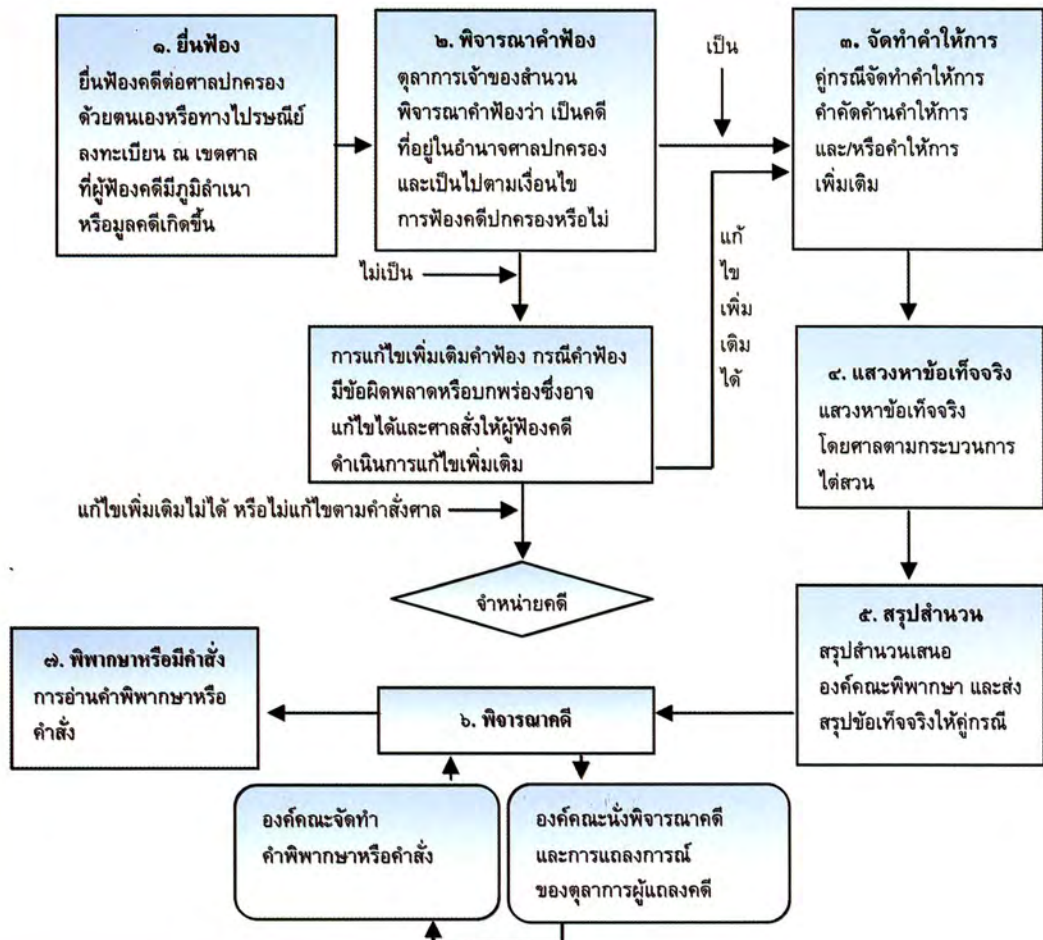 ๑. ยื่นฟ้อง
ยื่นฟ้องคดีต่อศาลปกครอง
ด้วยตนเองหรือทางไปรษณีย์
ลงทะเบียน ณ เขตศาล
ที่ผู้ฟ้องคดีมีภูมิลำเนา
หรือมูลคดีเกิดขึ้น
๒. พิจารณาคำฟ้อง
ตุลาการเจ้าของสำนวน
พิจารณาคำฟ้องว่า เป็นคดี
ที่อยู่ในอำนาจศาลปกครอง
และเป็นไปตามเงื่อนไข
การฟ้องคดีปกครองหรือไม่
เป็น
๓. จัดทำคำให้การ
คู่กรณีจัดทำคำให้การ
คำคัดค้านคำให้การ
และ/หรือคำให้การ
เพิ่มเติม
ไม่เป็น
แก้
ไข
เพิ่ม
เติม
ได้
การแก้ไขเพิ่มเติมคำฟ้อง กรณีคำฟ้อง
มีข้อผิดพลาดหรือบกพร่องซึ่งอาจ
แก้ไขได้และศาลสั่งให้ผู้ฟ้องคดี
ดำเนินการแก้ไขเพิ่มเติม
๔. แสวงหาข้อเท็จจริง
แสวงหาข้อเท็จจริง
โดยศาลตามกระบวนการ
ไต่สวน
แก้ไขเพิ่มเติมไม่ได้ หรือไม่แก้ไขตามคำสั่งศาล
จำหน่ายคดี
๕. สรุปสำนวน
สรุปสำนวนเสนอ
องค์คณะพิพากษา และส่ง
สรุปข้อเท็จจริงให้คู่กรณี
๖. พิจารณาคดี
๗. พิพากษาหรือมีคำสั่ง
การอ่านคำพิพากษาหรือ
คำสั่ง
องค์คณะจัดทำ
คำพิพากษาหรือคำสั่ง
องค์คณะนั่งพิจารณาคดี
และการแถลงการณ์
ของตุลาการผู้แถลงคดี